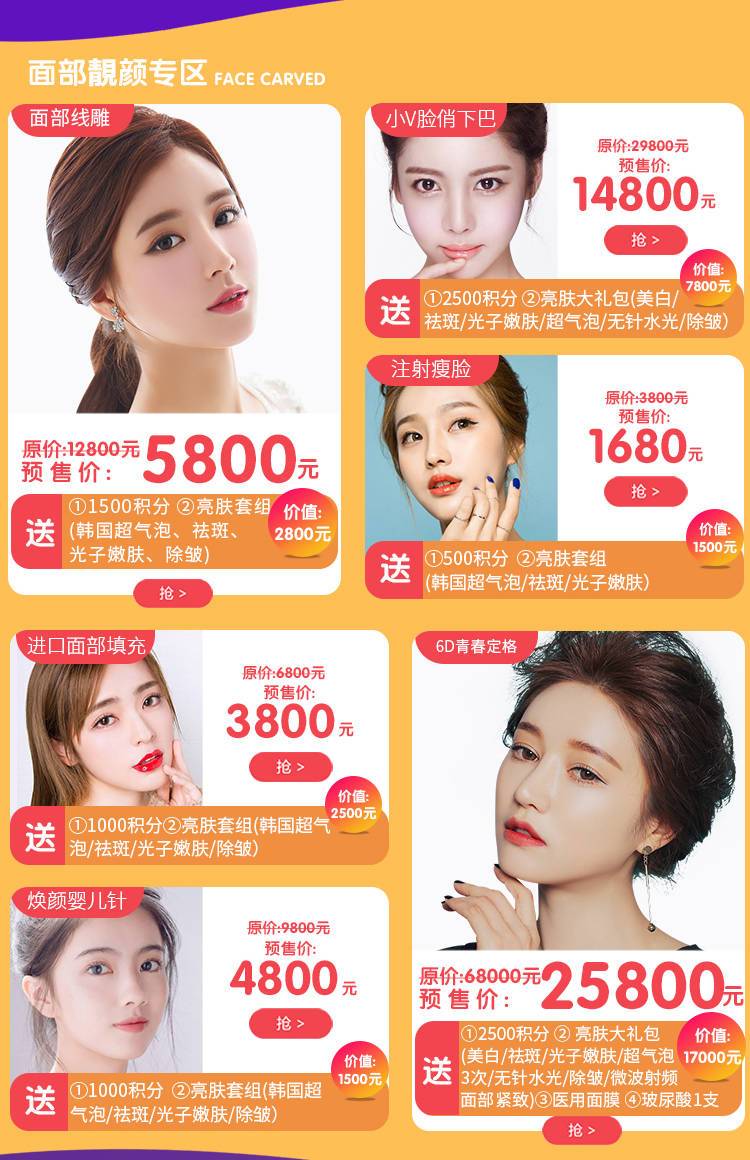 面部靓颜专区 FACE CARVED
面部线雕
原价:12800元
预售价: 5800元
送
①1500积分 ②亮肤套组
(韩国超气泡、祛斑、
光子嫩肤、除皱)
价值:
2800元
抢 >
小V脸俏下巴
原价:29800元
预售价:
14800元
抢 >
价值:
7800元
送
①2500积分 ②亮肤大礼包(美白/
祛斑/光子嫩肤/超气泡/无针水光/除皱)
注射瘦脸
原价:3800元
预售价:
1680元
抢 >
价值:
1500元
送
①500积分 ②亮肤套组
(韩国超气泡/祛斑/光子嫩肤)
进口面部填充
原价:6800元
预售价:
3800元
抢 >
价值:
2500元
送
①1000积分②亮肤套组(韩国超气
泡/祛斑/光子嫩肤/除皱)
焕颜婴儿针
原价:9800元
预售价:
4800元
抢 >
价值:
1500元
送
①1000积分 ②亮肤套组(韩国超
气泡/祛斑/光子嫩肤/除皱)
6D青春定格
原价:68000元
预售价: 25800元
送
①2500积分 ② 亮肤大礼包
(美白/祛斑/光子嫩肤/超气泡
3次/无针水光/除皱/微波射频
面部紧致)③医用面膜 ④玻尿酸1支
价值:
17000元
抢 >